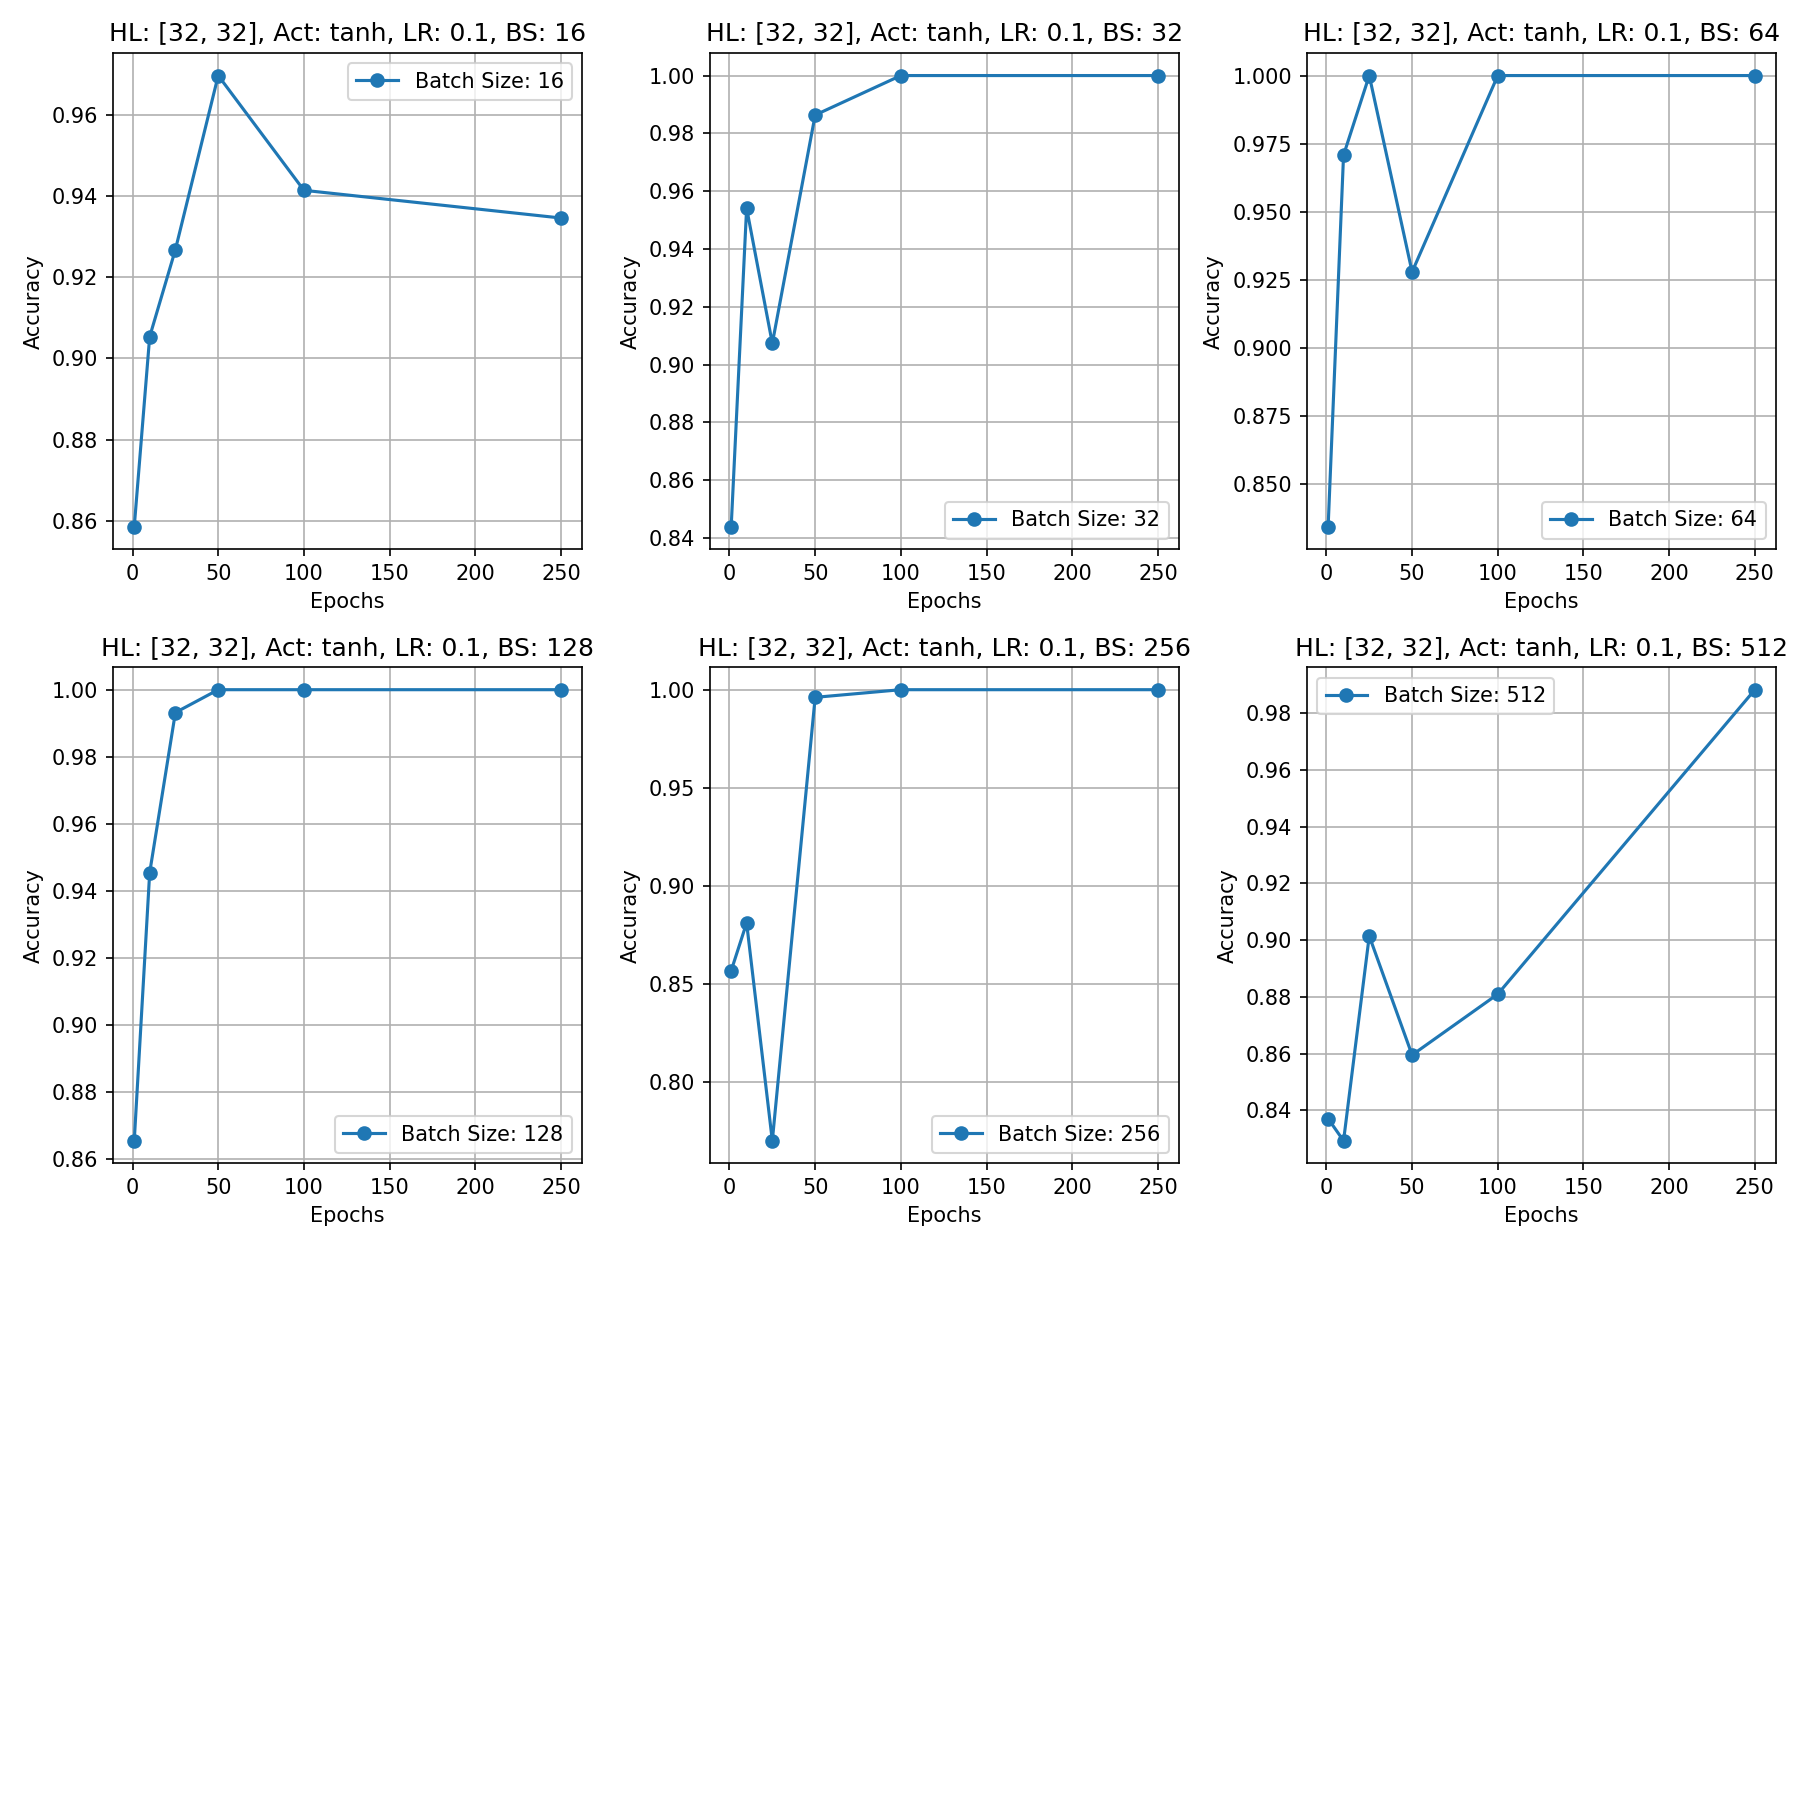 HL: [32, 32], Act: tanh, LR: 0.1, BS: 16
Batch Size: 16
Accuracy
0.96
0.94
0.92
0.90
0.88
0.86
0 50 100 150 200 250
Epochs
HL: [32, 32], Act: tanh, LR: 0.1, BS: 32
Accuracy
1.00
0.98
0.96
0.94
0.92
0.90
0.88
0.86
0.84
Batch Size: 32
0 50 100 150 200 250
Epochs
HL: [32, 32], Act: tanh, LR: 0.1, BS: 64
Accuracy
1.000
0.975
0.950
0.925
0.900
0.875
0.850
Batch Size: 64
0 50 100 150 200 250
Epochs
HL: [32, 32], Act: tanh, LR: 0.1, BS: 128
Accuracy
1.00
0.98
0.96
0.94
0.92
0.90
0.88
0.86
Batch Size: 128
0 50 100 150 200 250
Epochs
HL: [32, 32], Act: tanh, LR: 0.1, BS: 256
Accuracy
1.00
0.95
0.90
0.85
0.80
Batch Size: 256
0 50 100 150 200 250
Epochs
HL: [32, 32], Act: tanh, LR: 0.1, BS: 512
Batch Size: 512
Accuracy
0.98
0.96
0.94
0.92
0.90
0.88
0.86
0.84
0 50 100 150 200 250
Epochs